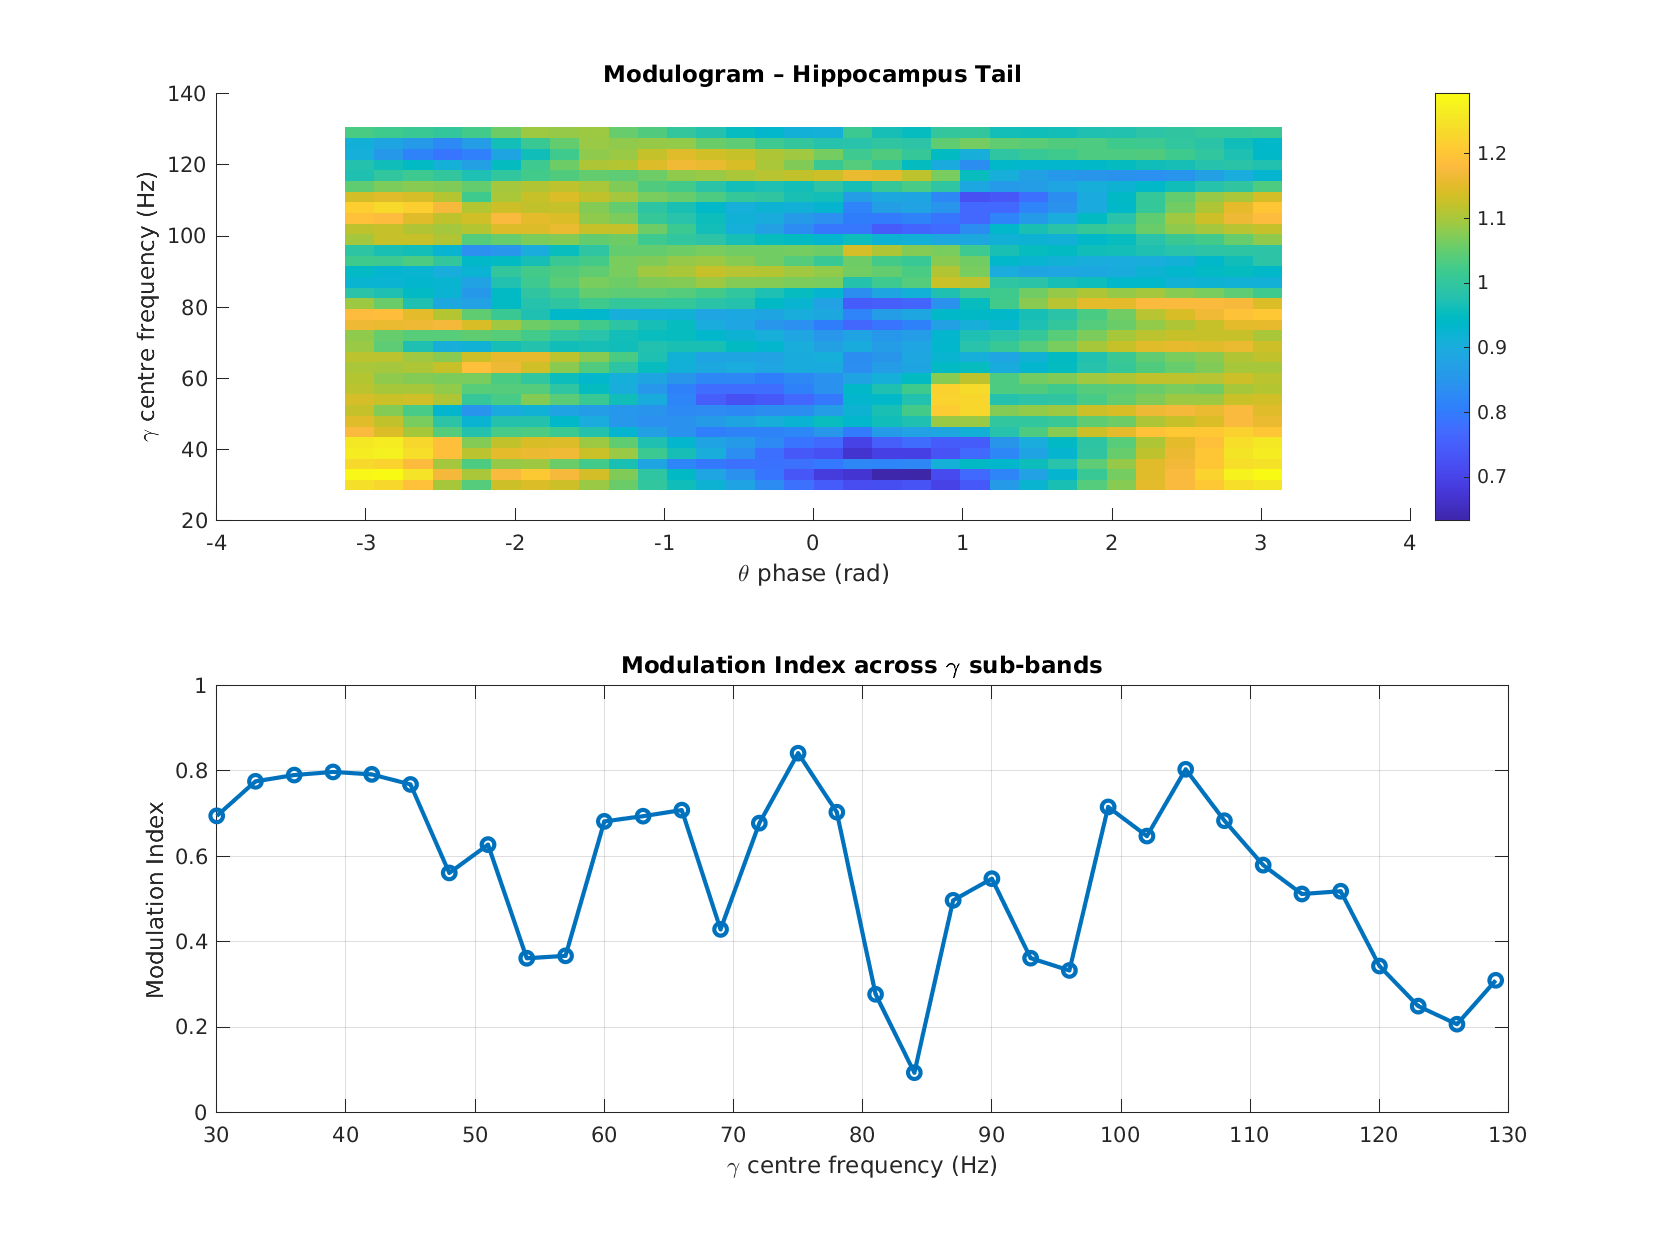 Modulogram – Hippocampus Tail
140
120
100
80
60
40
20
γ centre frequency (Hz)
-4 -3 -2 -1 0 1 2 3 4
θ phase (rad)
1.2
1.1
1
0.9
0.8
0.7
Modulation Index across γ sub-bands
1
0.8
0.6
0.4
0.2
0
Modulation Index
30 40 50 60 70 80 90 100 110 120 130
γ centre frequency (Hz)